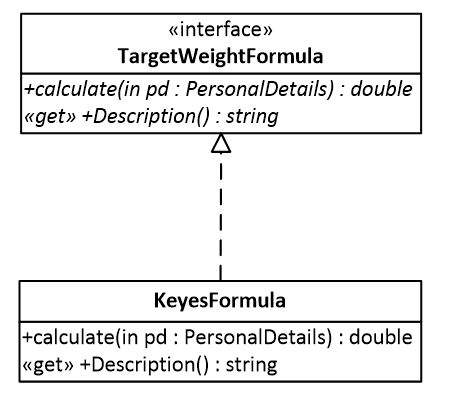 «interface»
TargetWeightFormula
+calculate(in pd : PersonalDetails) : double
«get» +Description() : string
KeyesFormula
+calculate(in pd : PersonalDetails) : double
«get» +Description() : string